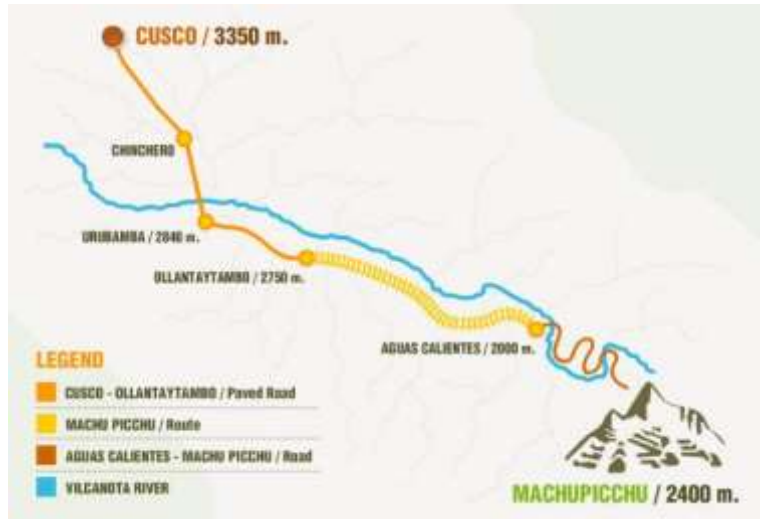 CUSCO / 3350 m.
CHINCHERO
URUBAMBA / 2840 m.
OLLANTAYTAMBO / 2750 m.
AGUAS CALIENTES / 2000 m.
LEGEND
CUSCO - OLLANTAYTAMBO / Paved Road
MACHU PICCHU / Route
AGUAS CALIENTES - MACHU PICCHU / Road
VILCANOTA RIVER
MACHUPICCHU / 2400 m.